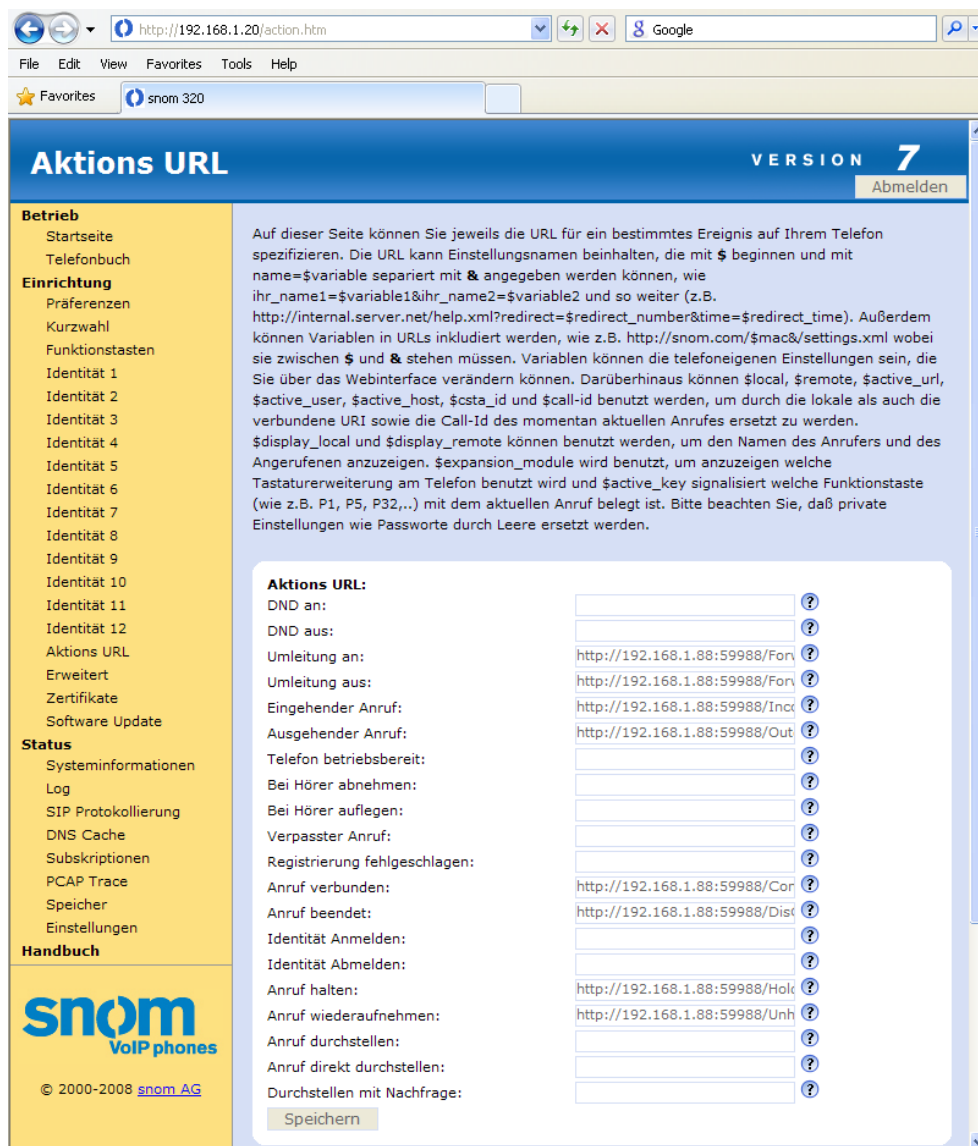 http://192.168.1.20/action.htm
Google
File Edit View Favorites Tools Help
Favorites
snom 320
Aktions URL
VERSION 7
Abmelden
Betrieb
Startseite
Telefonbuch
Einrichtung
Präferenzen
Kurzwahl
Funktionstasten
Identität 1
Identität 2
Identität 3
Identität 4
Identität 5
Identität 6
Identität 7
Identität 8
Identität 9
Identität 10
Identität 11
Identität 12
Aktions URL
Erweitert
Zertifikate
Software Update
Status
Systeminformationen
Log
SIP Protokollierung
DNS Cache
Subskriptionen
PCAP Trace
Speicher
Einstellungen
Handbuch
snom
VoIP phones
© 2000-2008 snom AG
Auf dieser Seite können Sie jeweils die URL für ein bestimmtes Ereignis auf Ihrem Telefon
spezifizieren. Die URL kann Einstellungsnamen beinhalten, die mit $ beginnen und mit
name=$variable separiert mit & angegeben werden können, wie
ihr_name1=$variable1&ihr_name2=$variable2 und so weiter (z.B.
http://internal.server.net/help.xml?redirect=$redirect_number&time=$redirect_time). Außerdem
können Variablen in URLs inkludiert werden, wie z.B. http://snom.com/$mac&/settings.xml wobei
sie zwischen $ und & stehen müssen. Variablen können die telefoneigenen Einstellungen sein, die
Sie über das Webinterface verändern können. Darüberhinaus können $local, $remote, $active_url,
$active_user, $active_host, $csta_id und $call-id benutzt werden, um durch die lokale als auch die
verbundene URI sowie die Call-Id des momentan aktuellen Anrufes ersetzt zu werden.
$display_local und $display_remote können benutzt werden, um den Namen des Anrufers und des
Angerufenen anzuzeigen. $expansion_module wird benutzt, um anzuzeigen welche
Tastaturerweiterung am Telefon benutzt wird und $active_key signalisiert welche Funktionstaste
(wie z.B. P1, P5, P32,..) mit dem aktuellen Anruf belegt ist. Bitte beachten Sie, daß private
Einstellungen wie Passworte durch Leere ersetzt werden.
Aktions URL:
DND an: ?
DND aus: ?
Umleitung an: http://192.168.1.88:59988/Forw ?
Umleitung aus: http://192.168.1.88:59988/Forw ?
Eingehender Anruf: http://192.168.1.88:59988/Inco ?
Ausgehender Anruf: http://192.168.1.88:59988/Out ?
Telefon betriebsbereit: ?
Bei Hörer abnehmen: ?
Bei Hörer auflegen: ?
Verpasster Anruf: ?
Registrierung fehlgeschlagen: ?
Anruf verbunden: http://192.168.1.88:59988/Con ?
Anruf beendet: http://192.168.1.88:59988/DisC ?
Identität Anmelden: ?
Identität Abmelden: ?
Anruf halten: http://192.168.1.88:59988/Hold ?
Anruf wiederaufnehmen: http://192.168.1.88:59988/Unh ?
Anruf durchstellen: ?
Anruf direkt durchstellen: ?
Durchstellen mit Nachfrage: ?
Speichern